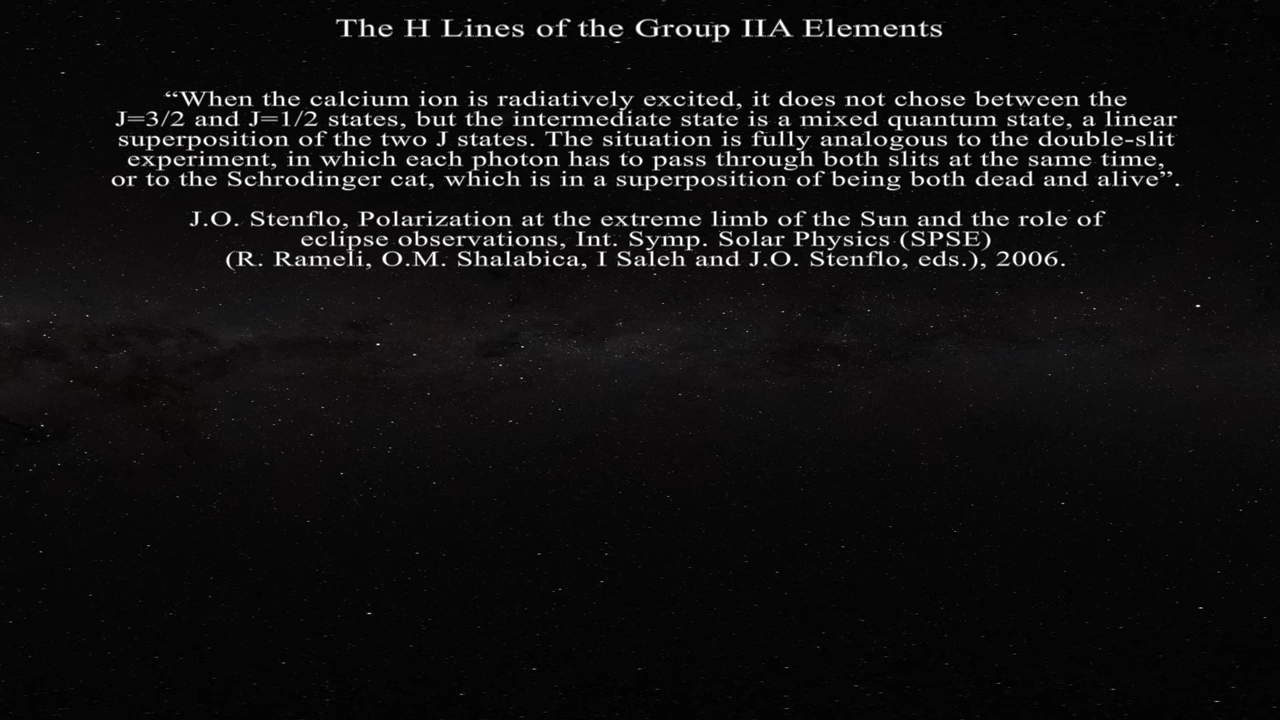 The H Lines of the Group IIA Elements
“When the calcium ion is radiatively excited, it does not chose between the
J=3/2 and J=1/2 states, but the intermediate state is a mixed quantum state, a linear
superposition of the two J states. The situation is fully analogous to the double-slit
experiment, in which each photon has to pass through both slits at the same time,
or to the Schrodinger cat, which is in a superposition of being both dead and alive”.
J.O. Stenflo, Polarization at the extreme limb of the Sun and the role of
eclipse observations, Int. Symp. Solar Physics (SPSE)
(R. Rameli, O.M. Shalabica, I Saleh and J.O. Stenflo, eds.), 2006.